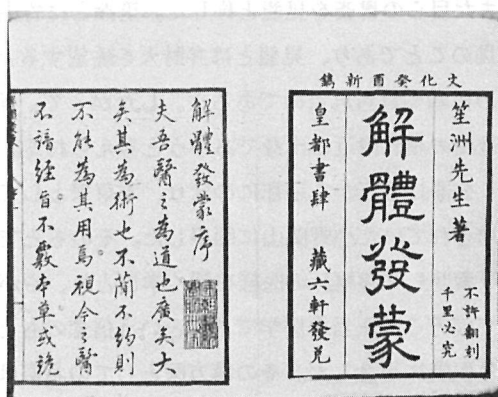 文化癸酉新鐫
笙洲先生著
不許翻刻
千里必究
解體發蒙
皇都書肆 藏六軒發兌
解體發蒙序
夫吾醫之為道也廣矣大
矣其為術也不簡不約則
不能為其用焉視今之醫
不諳經旨不斅本草或詭